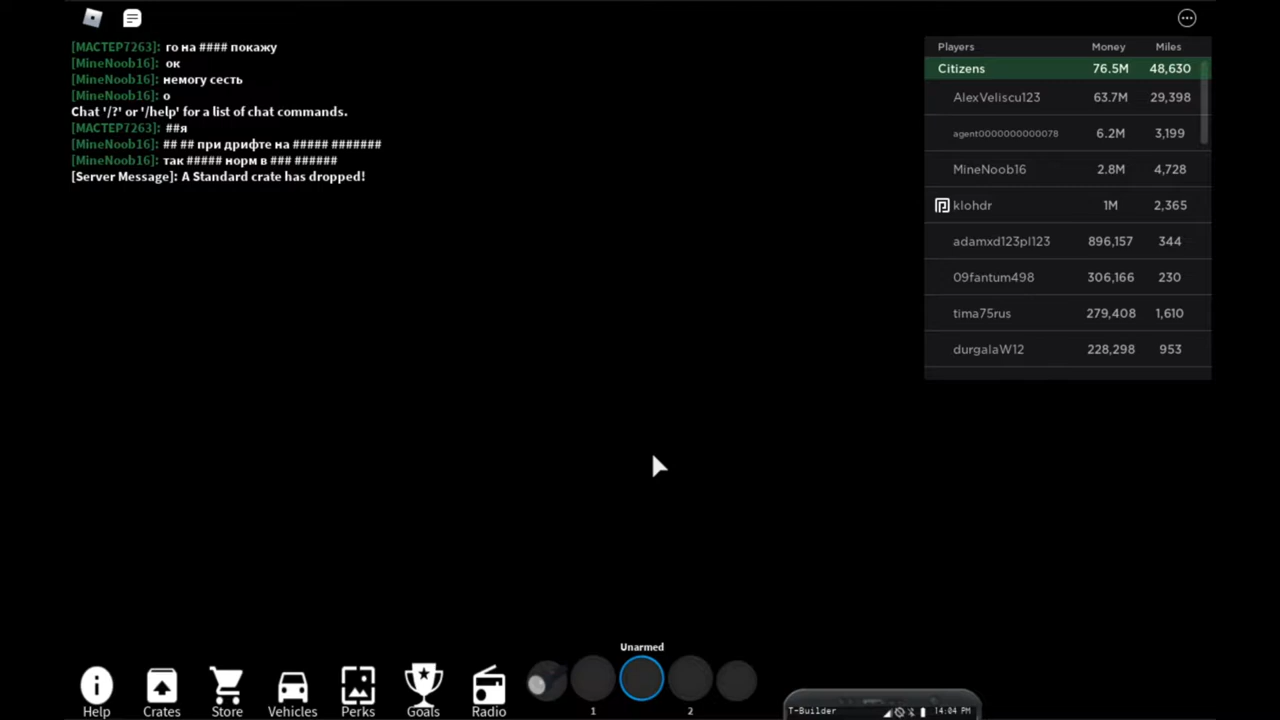 [МАСТЕР7263]: го на #### покажу
[MineNoob16]: ок
[MineNoob16]: немогу сесть
[MineNoob16]: о
Chat '/?' or '/help' for a list of chat commands.
[МАСТЕР7263]: ##я
[MineNoob16]: ## ## при дрифте на ##### #######
[MineNoob16]: так ##### норм в ### ######
[Server Message]: A Standard crate has dropped!
Players Money Miles
Citizens 76.5M 48,630
AlexVeliscu123 63.7M 29,398
agent0000000000078 6.2M 3,199
MineNoob16 2.8M 4,728
klohdr 1M 2,365
adamxd123pl123 896,157 344
09fantum498 306,166 230
tima75rus 279,408 1,610
durgalaW12 228,298 953
Unarmed
1 2
Help Crates Store Vehicles Perks Goals Radio
T-Builder 14:04 PM